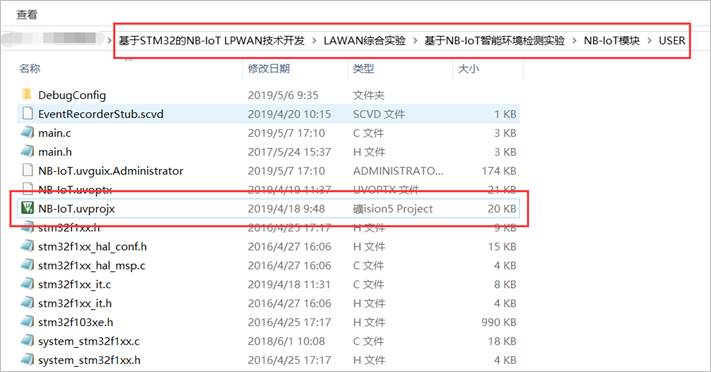 查看
基于STM32的NB-IoT LPWAN技术开发 › LAWAN综合实验 › 基于NB-IoT智能环境检测实验 › NB-IoT模块 › USER
名称 修改日期 类型 大小
DebugConfig 2019/5/6 9:35 文件夹
EventRecorderStub.scvd 2019/4/20 10:15 SCVD 文件 1 KB
main.c 2019/5/7 17:10 C 文件 3 KB
main.h 2017/5/24 15:37 H 文件 3 KB
NB-IoT.uvguix.Administrator 2019/5/7 17:10 ADMINISTRATO... 174 KB
NB-IoT.uvoptx 2019/4/19 11:37 UVOPTX 文件 21 KB
NB-IoT.uvprojx 2019/4/18 9:48 礦ision5 Project 20 KB
stm32f1xx.h 2016/4/25 17:17 H 文件 9 KB
stm32f1xx_hal_conf.h 2016/4/27 16:06 H 文件 15 KB
stm32f1xx_hal_msp.c 2016/4/27 16:06 C 文件 4 KB
stm32f1xx_it.c 2019/4/18 11:31 C 文件 8 KB
stm32f1xx_it.h 2016/4/27 16:06 H 文件 4 KB
stm32f103xe.h 2016/4/25 17:17 H 文件 990 KB
system_stm32f1xx.c 2018/6/1 10:08 C 文件 18 KB
system_stm32f1xx.h 2016/4/25 17:17 H 文件 4 KB